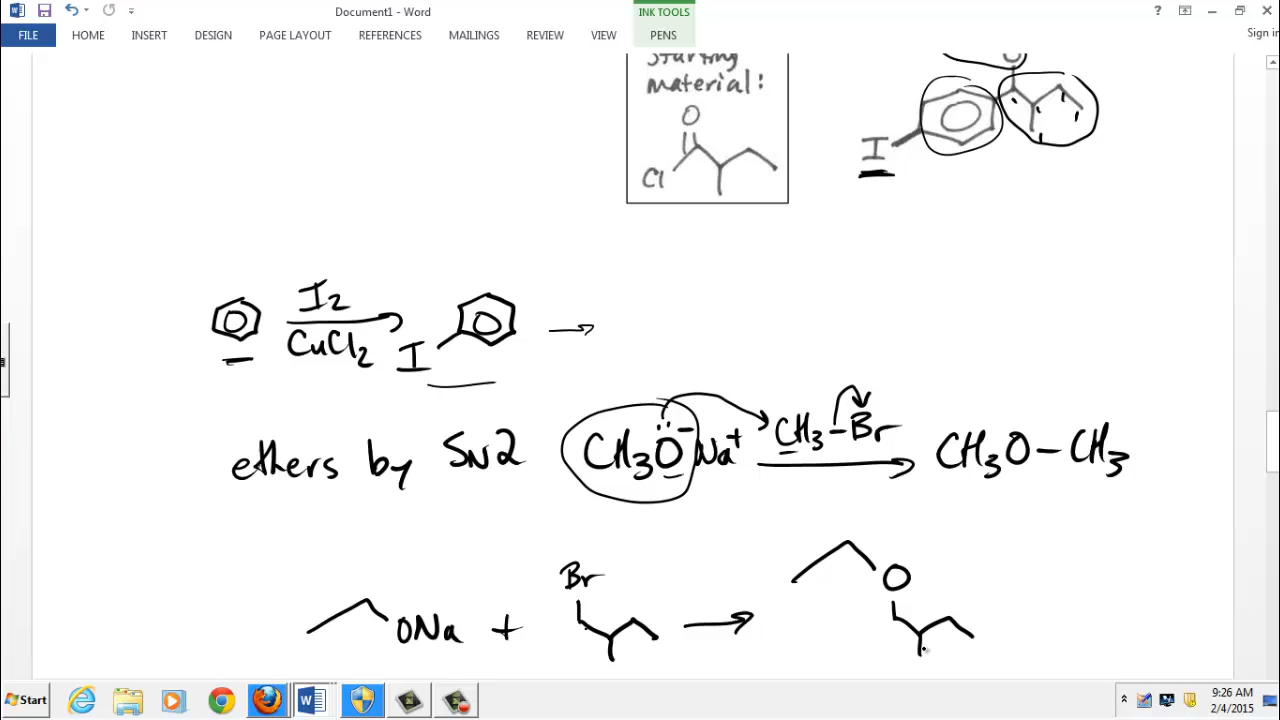 Document1 - Word
INK TOOLS
?
FILE HOME INSERT DESIGN PAGE LAYOUT REFERENCES MAILINGS REVIEW VIEW PENS
Sign in
starting
material:
O
Cl
O
I
I2
CuCl2
I
ethers by SN2 CH3O-Na+ CH3-Br CH3O-CH3
Br
ONa + O
Start
9:26 AM
2/4/2015